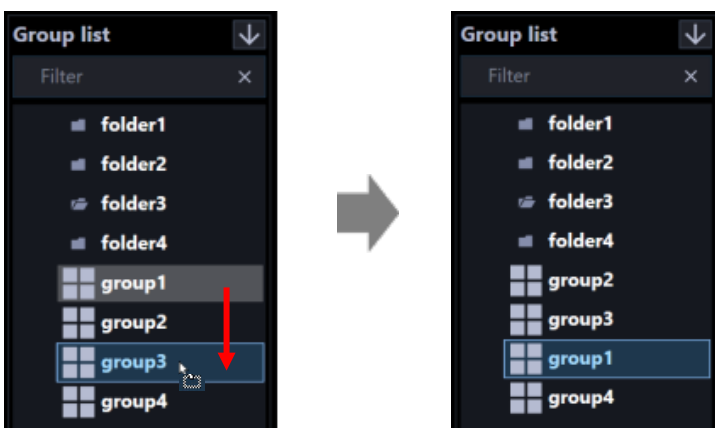 Group list
Filter
folder1
folder2
folder3
folder4
group1
group2
group3
group4
Group list
Filter
folder1
folder2
folder3
folder4
group2
group3
group1
group4